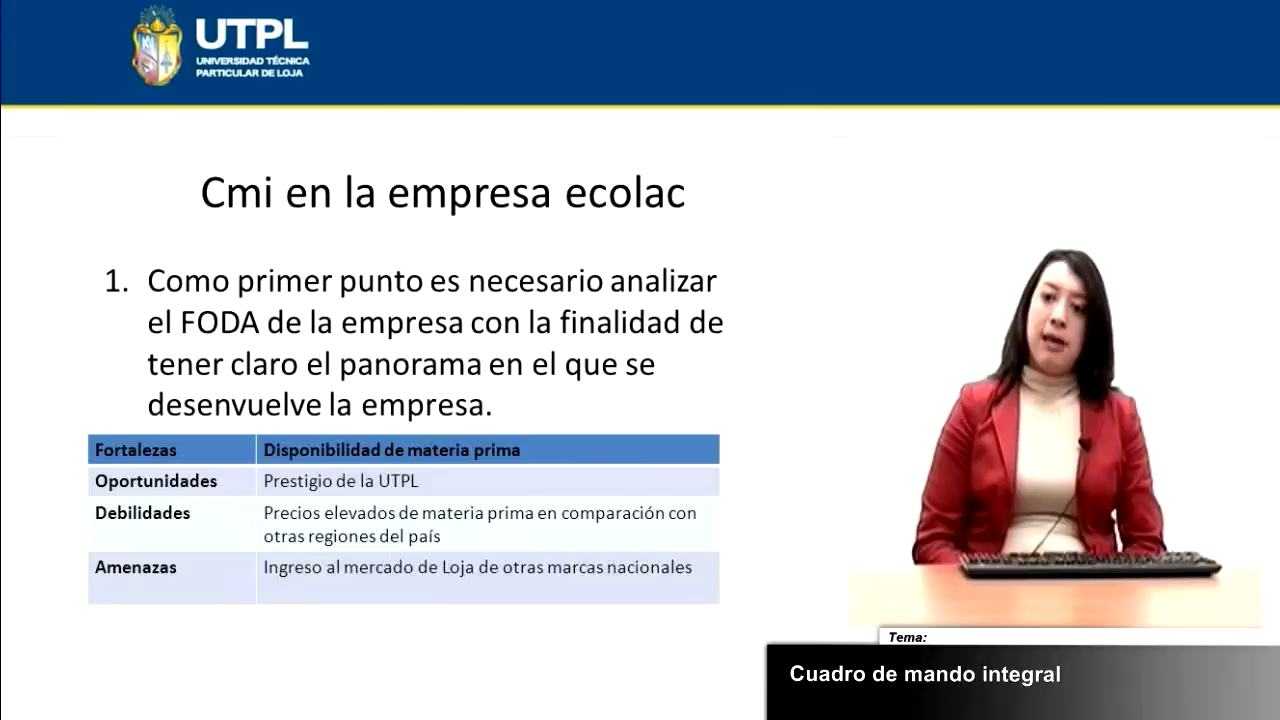 UTPL
UNIVERSIDAD TÉCNICA
PARTICULAR DE LOJA
Cmi en la empresa ecolac
1. Como primer punto es necesario analizar
el FODA de la empresa con la finalidad de
tener claro el panorama en el que se
desenvuelve la empresa.
Fortalezas Disponibilidad de materia prima
Oportunidades Prestigio de la UTPL
Debilidades Precios elevados de materia prima en comparación con
otras regiones del país
Amenazas Ingreso al mercado de Loja de otras marcas nacionales
Tema:
Cuadro de mando integral